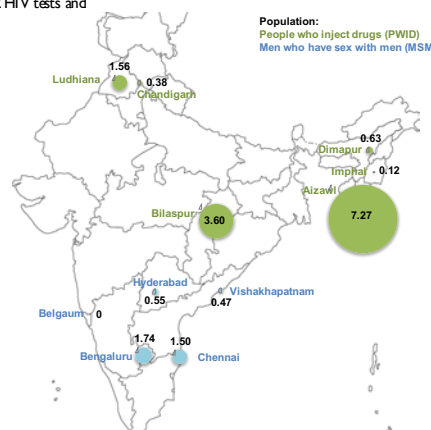 HIV tests and
Population:
People who inject drugs (PWID)
Men who have sex with men (MSM
1.56
Ludhiana
0.38
Chandigarh
0.63
Dimapur
Imphal
0.12
Aizawl
7.27
Bilaspur
3.60
Hyderabad
0.55
Vishakhapatnam
0.47
Belgaum
0
1.74
Bengaluru
1.50
Chennai